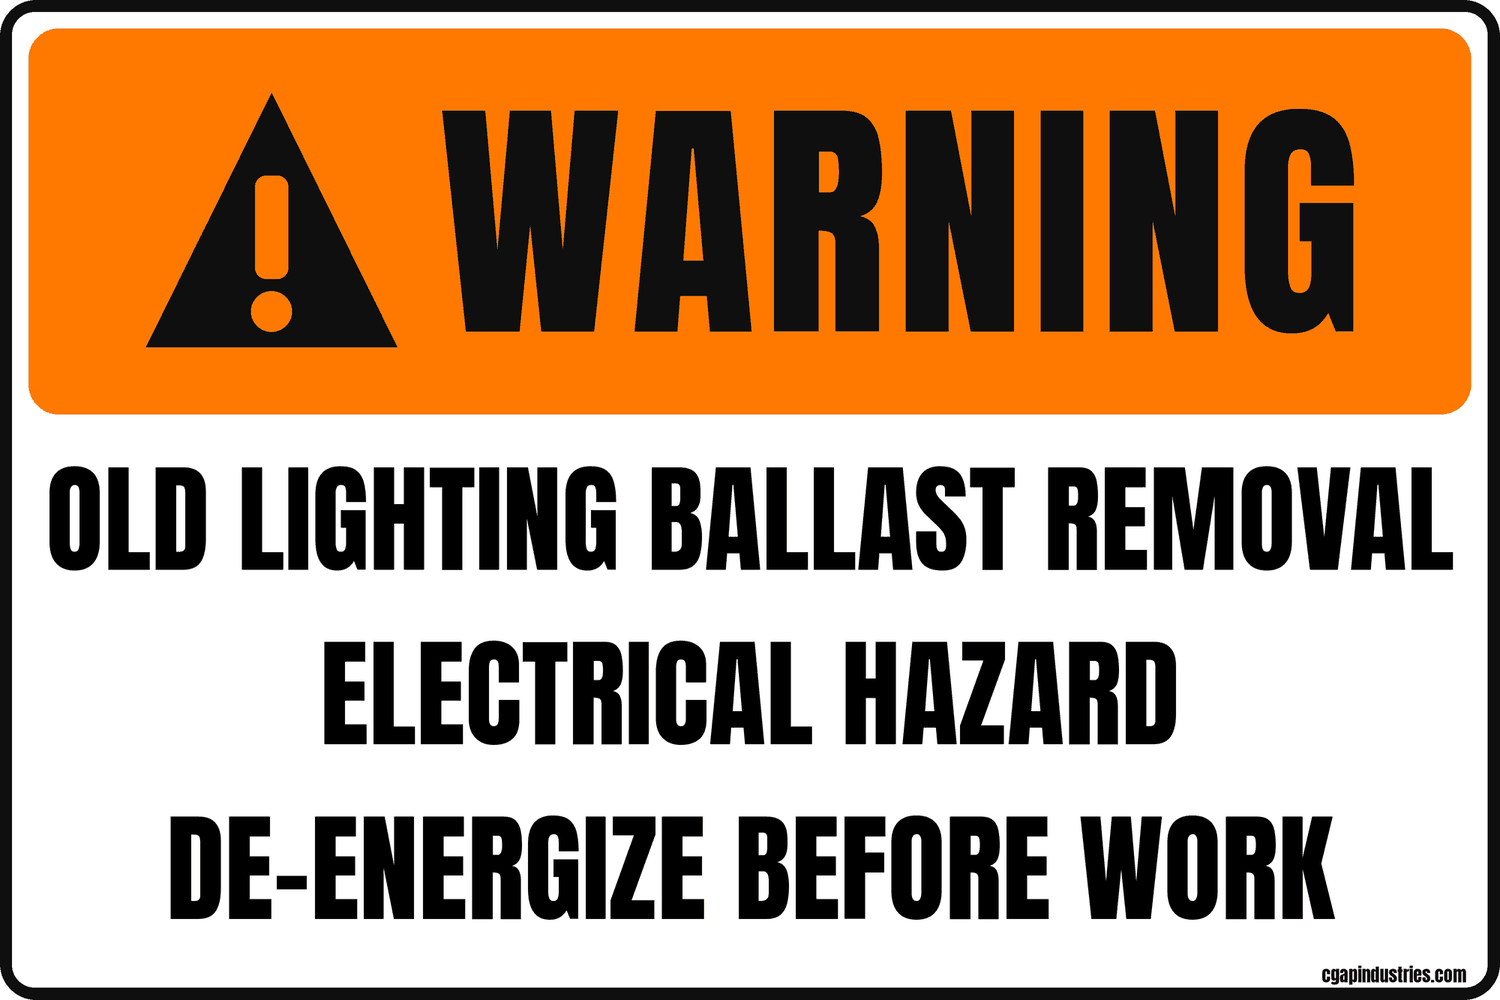 WARNING
OLD LIGHTING BALLAST REMOVAL
ELECTRICAL HAZARD
DE-ENERGIZE BEFORE WORK
cgapindustries.com